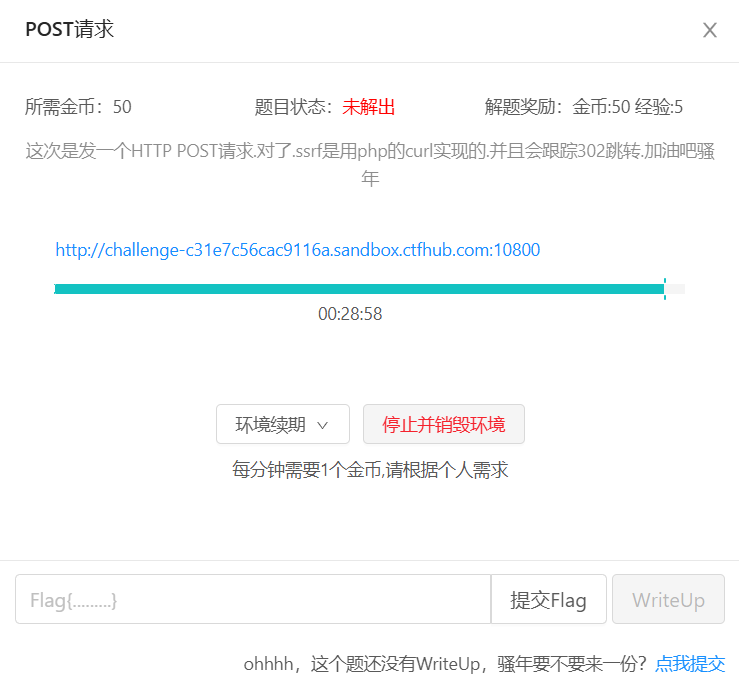 POST请求
所需金币：50 题目状态：未解出 解题奖励：金币:50 经验:5
这次是发一个HTTP POST请求.对了.ssrf是用php的curl实现的.并且会跟踪302跳转.加油吧骚
年
http://challenge-c31e7c56cac9116a.sandbox.ctfhub.com:10800
00:28:58
环境续期 停止并销毁环境
每分钟需要1个金币,请根据个人需求
Flag{.........} 提交Flag WriteUp
ohhhh，这个题还没有WriteUp，骚年要不要来一份？点我提交